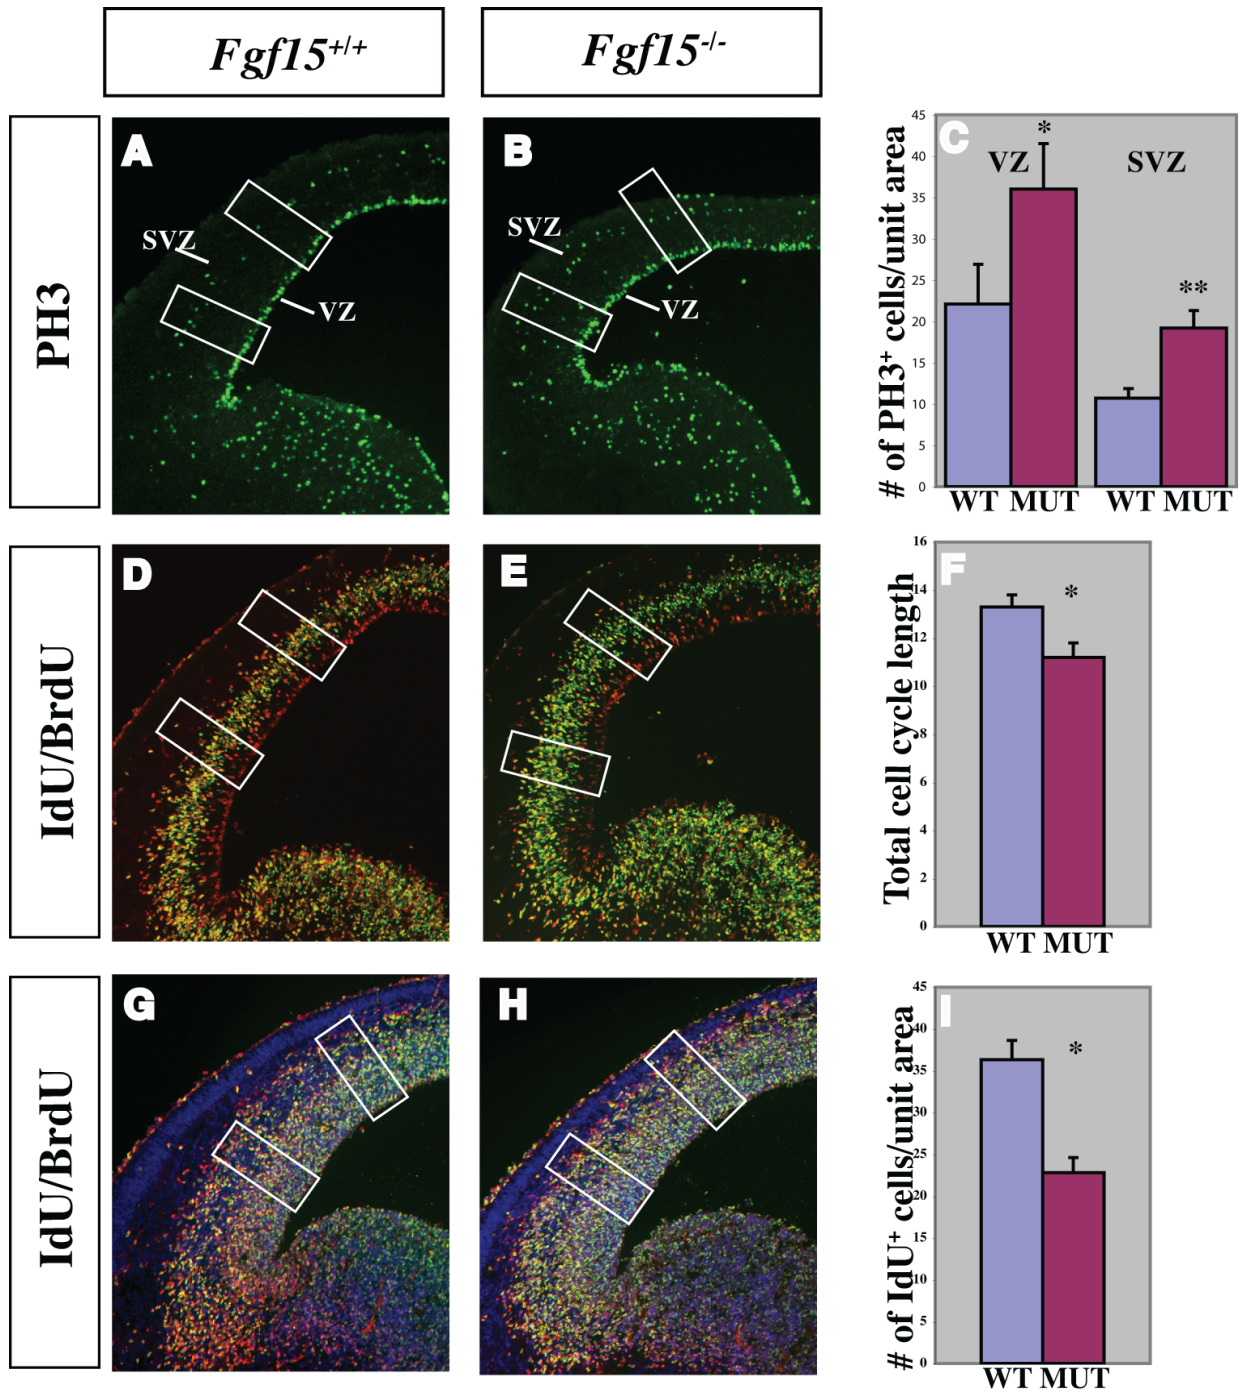 Fgf15+/+
Fgf15-/-
PH3
A
SVZ
VZ
B
SVZ
VZ
C
# of PH3+ cells/unit area
45
40
35
30
25
20
15
10
5
0
VZ
SVZ
*
**
WT MUT
WT MUT
IdU/BrdU
D
E
F
Total cell cycle length
16
14
12
10
8
6
4
2
0
*
WT MUT
IdU/BrdU
G
H
I
# of IdU+ cells/unit area
45
40
35
30
25
20
15
10
5
0
*
WT MUT